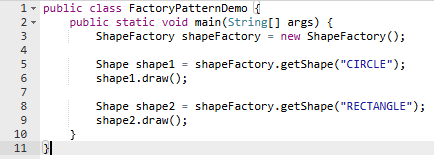 1 public class FactoryPatternDemo {
2 public static void main(String[] args) {
3 ShapeFactory shapeFactory = new ShapeFactory();
4
5 Shape shape1 = shapeFactory.getShape("CIRCLE");
6 shape1.draw();
7
8 Shape shape2 = shapeFactory.getShape("RECTANGLE");
9 shape2.draw();
10 }
11 }